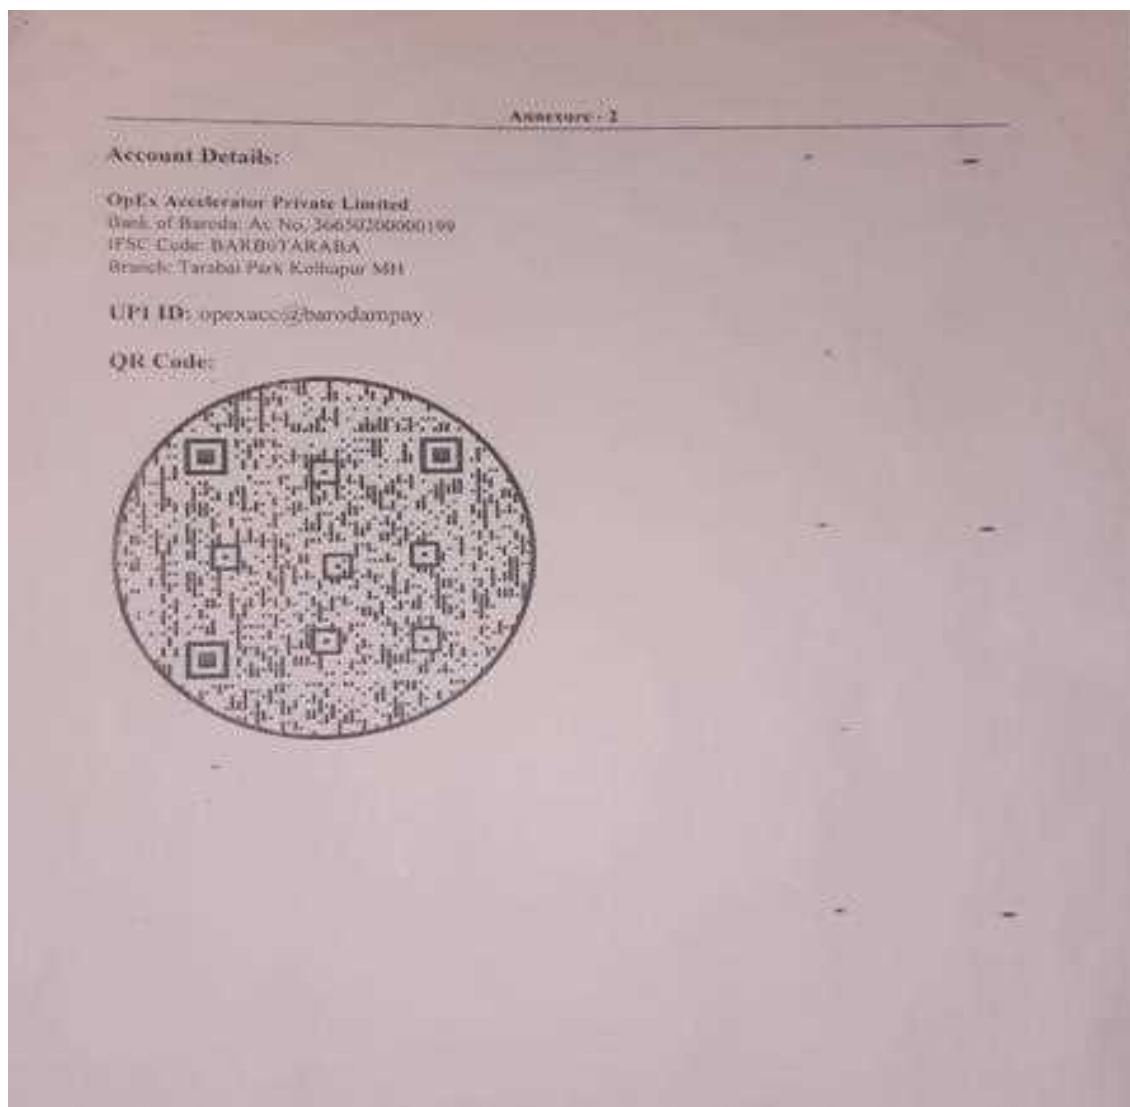 Annexure - 2
Account Details:
OpEx Accelerator Private Limited
Bank of Baroda: Ac No. 36650200000199
IFSC Code: BARB0TARABA
Branch: Tarabai Park Kolhapur MH
UPI ID: opexacc@barodampay
QR Code: